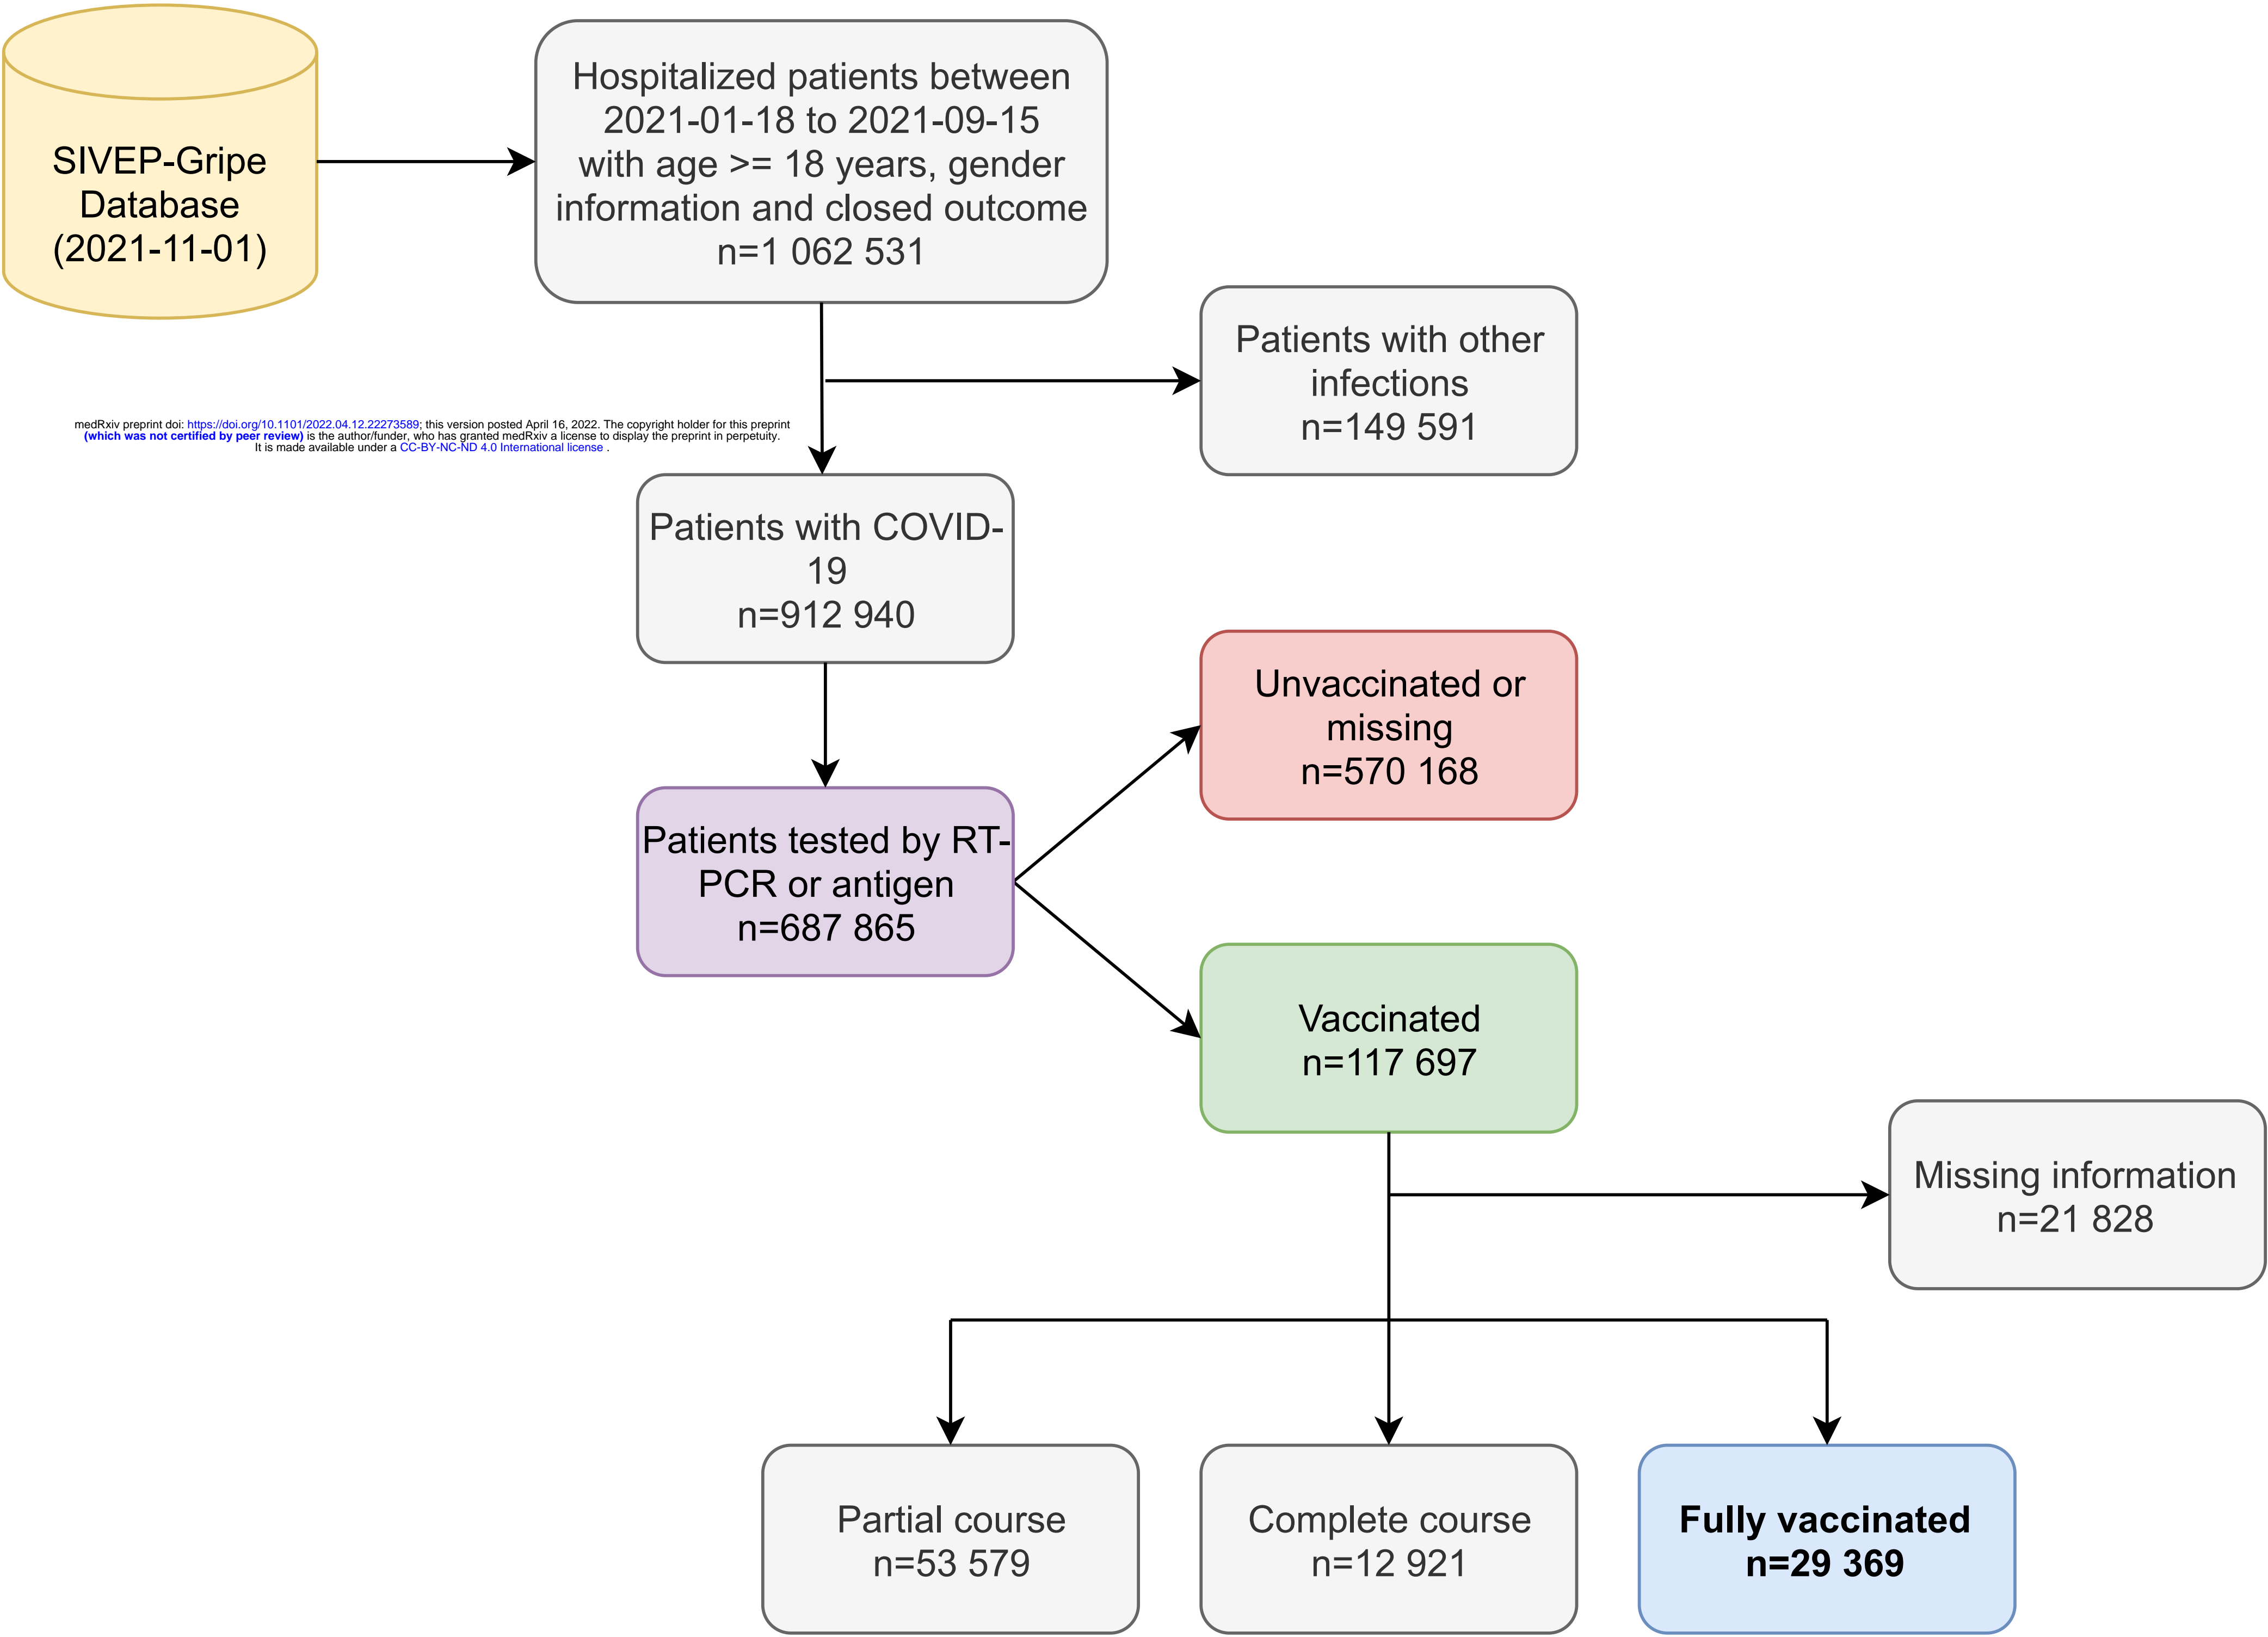 SIVEP-Gripe
Database
(2021-11-01)
Hospitalized patients between
2021-01-18 to 2021-09-15
with age >= 18 years, gender
information and closed outcome
n=1 062 531
Patients with other
infections
n=149 591
medRxiv preprint doi: https://doi.org/10.1101/2022.04.12.22273589; this version posted April 16, 2022. The copyright holder for this preprint
(which was not certified by peer review) is the author/funder, who has granted medRxiv a license to display the preprint in perpetuity.
It is made available under a CC-BY-NC-ND 4.0 International license .
Patients with COVID-
19
n=912 940
Unvaccinated or
missing
n=570 168
Patients tested by RT-
PCR or antigen
n=687 865
Vaccinated
n=117 697
Missing information
n=21 828
Partial course
n=53 579
Complete course
n=12 921
Fully vaccinated
n=29 369